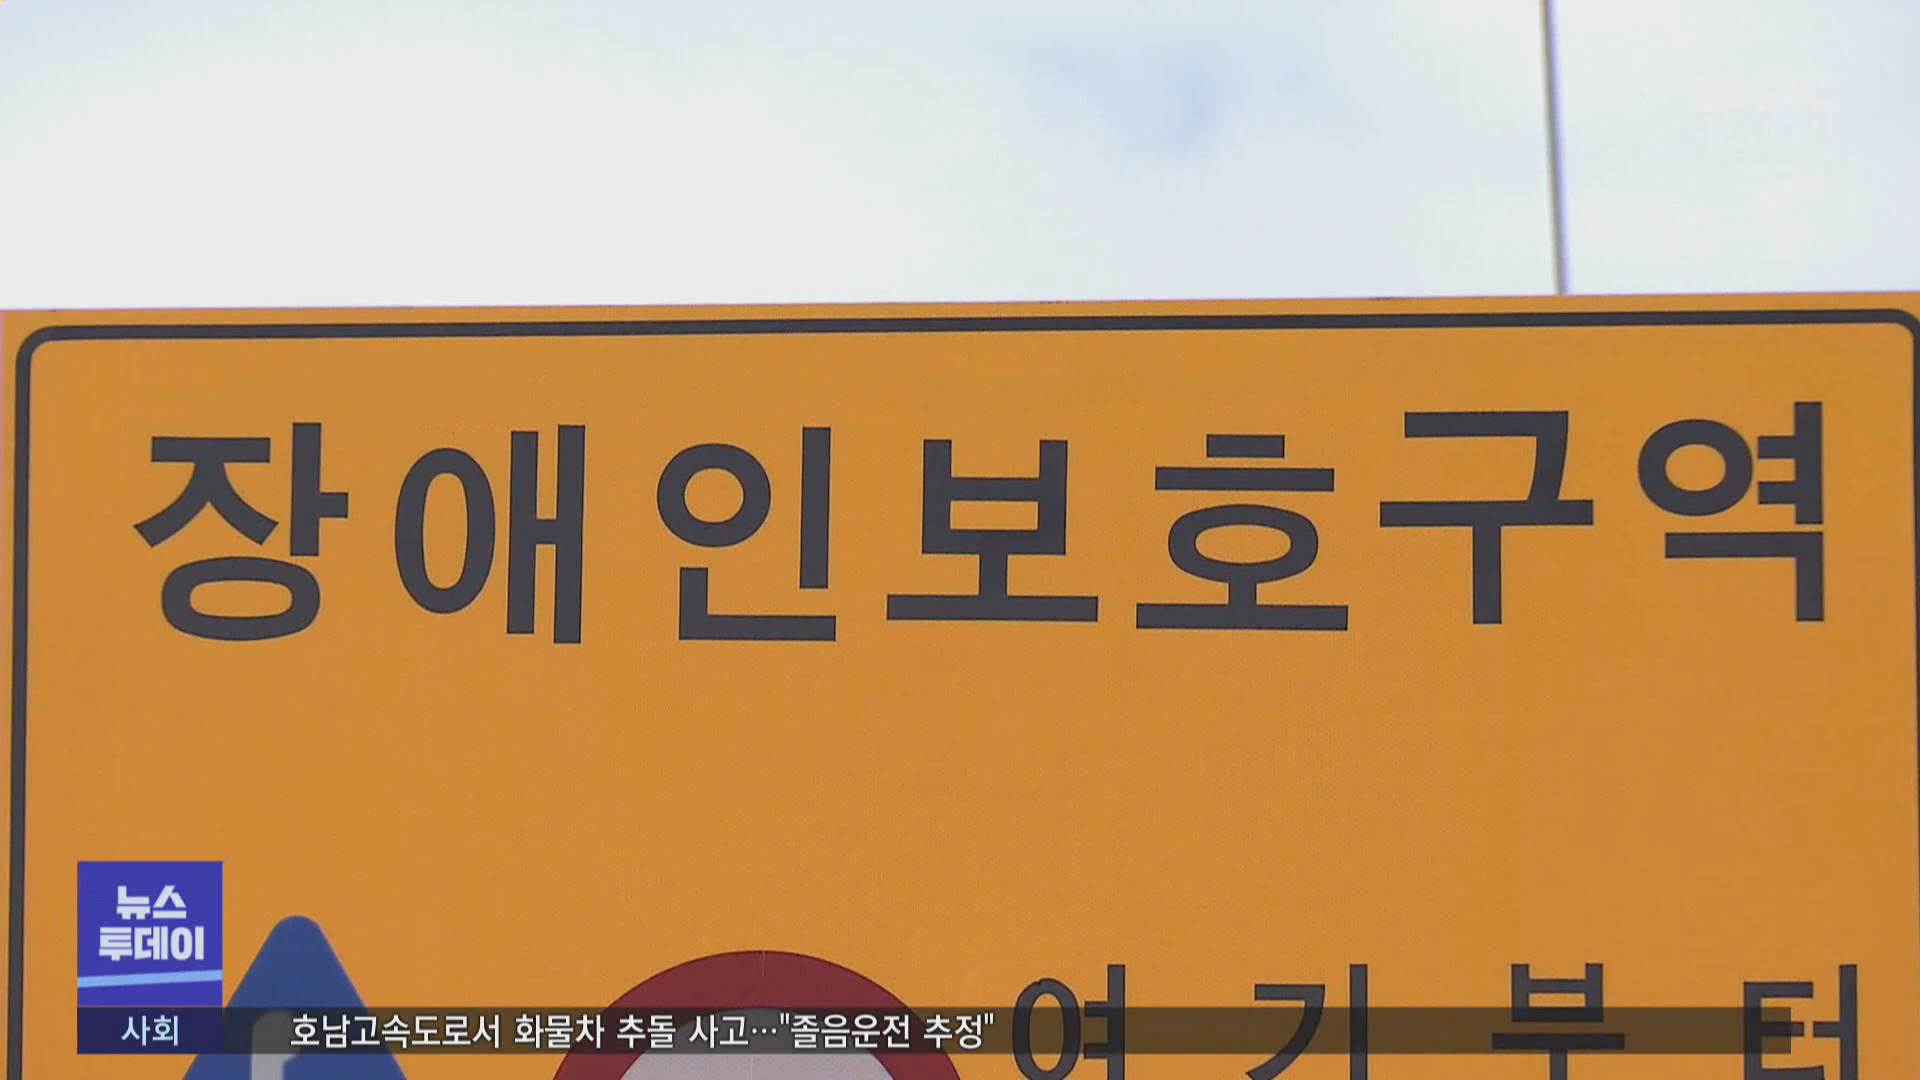 MBC
장애인보호구역
여기부터
뉴스
투데이
사회
호남고속도로서 화물차 추돌 사고…"졸음운전 추정"